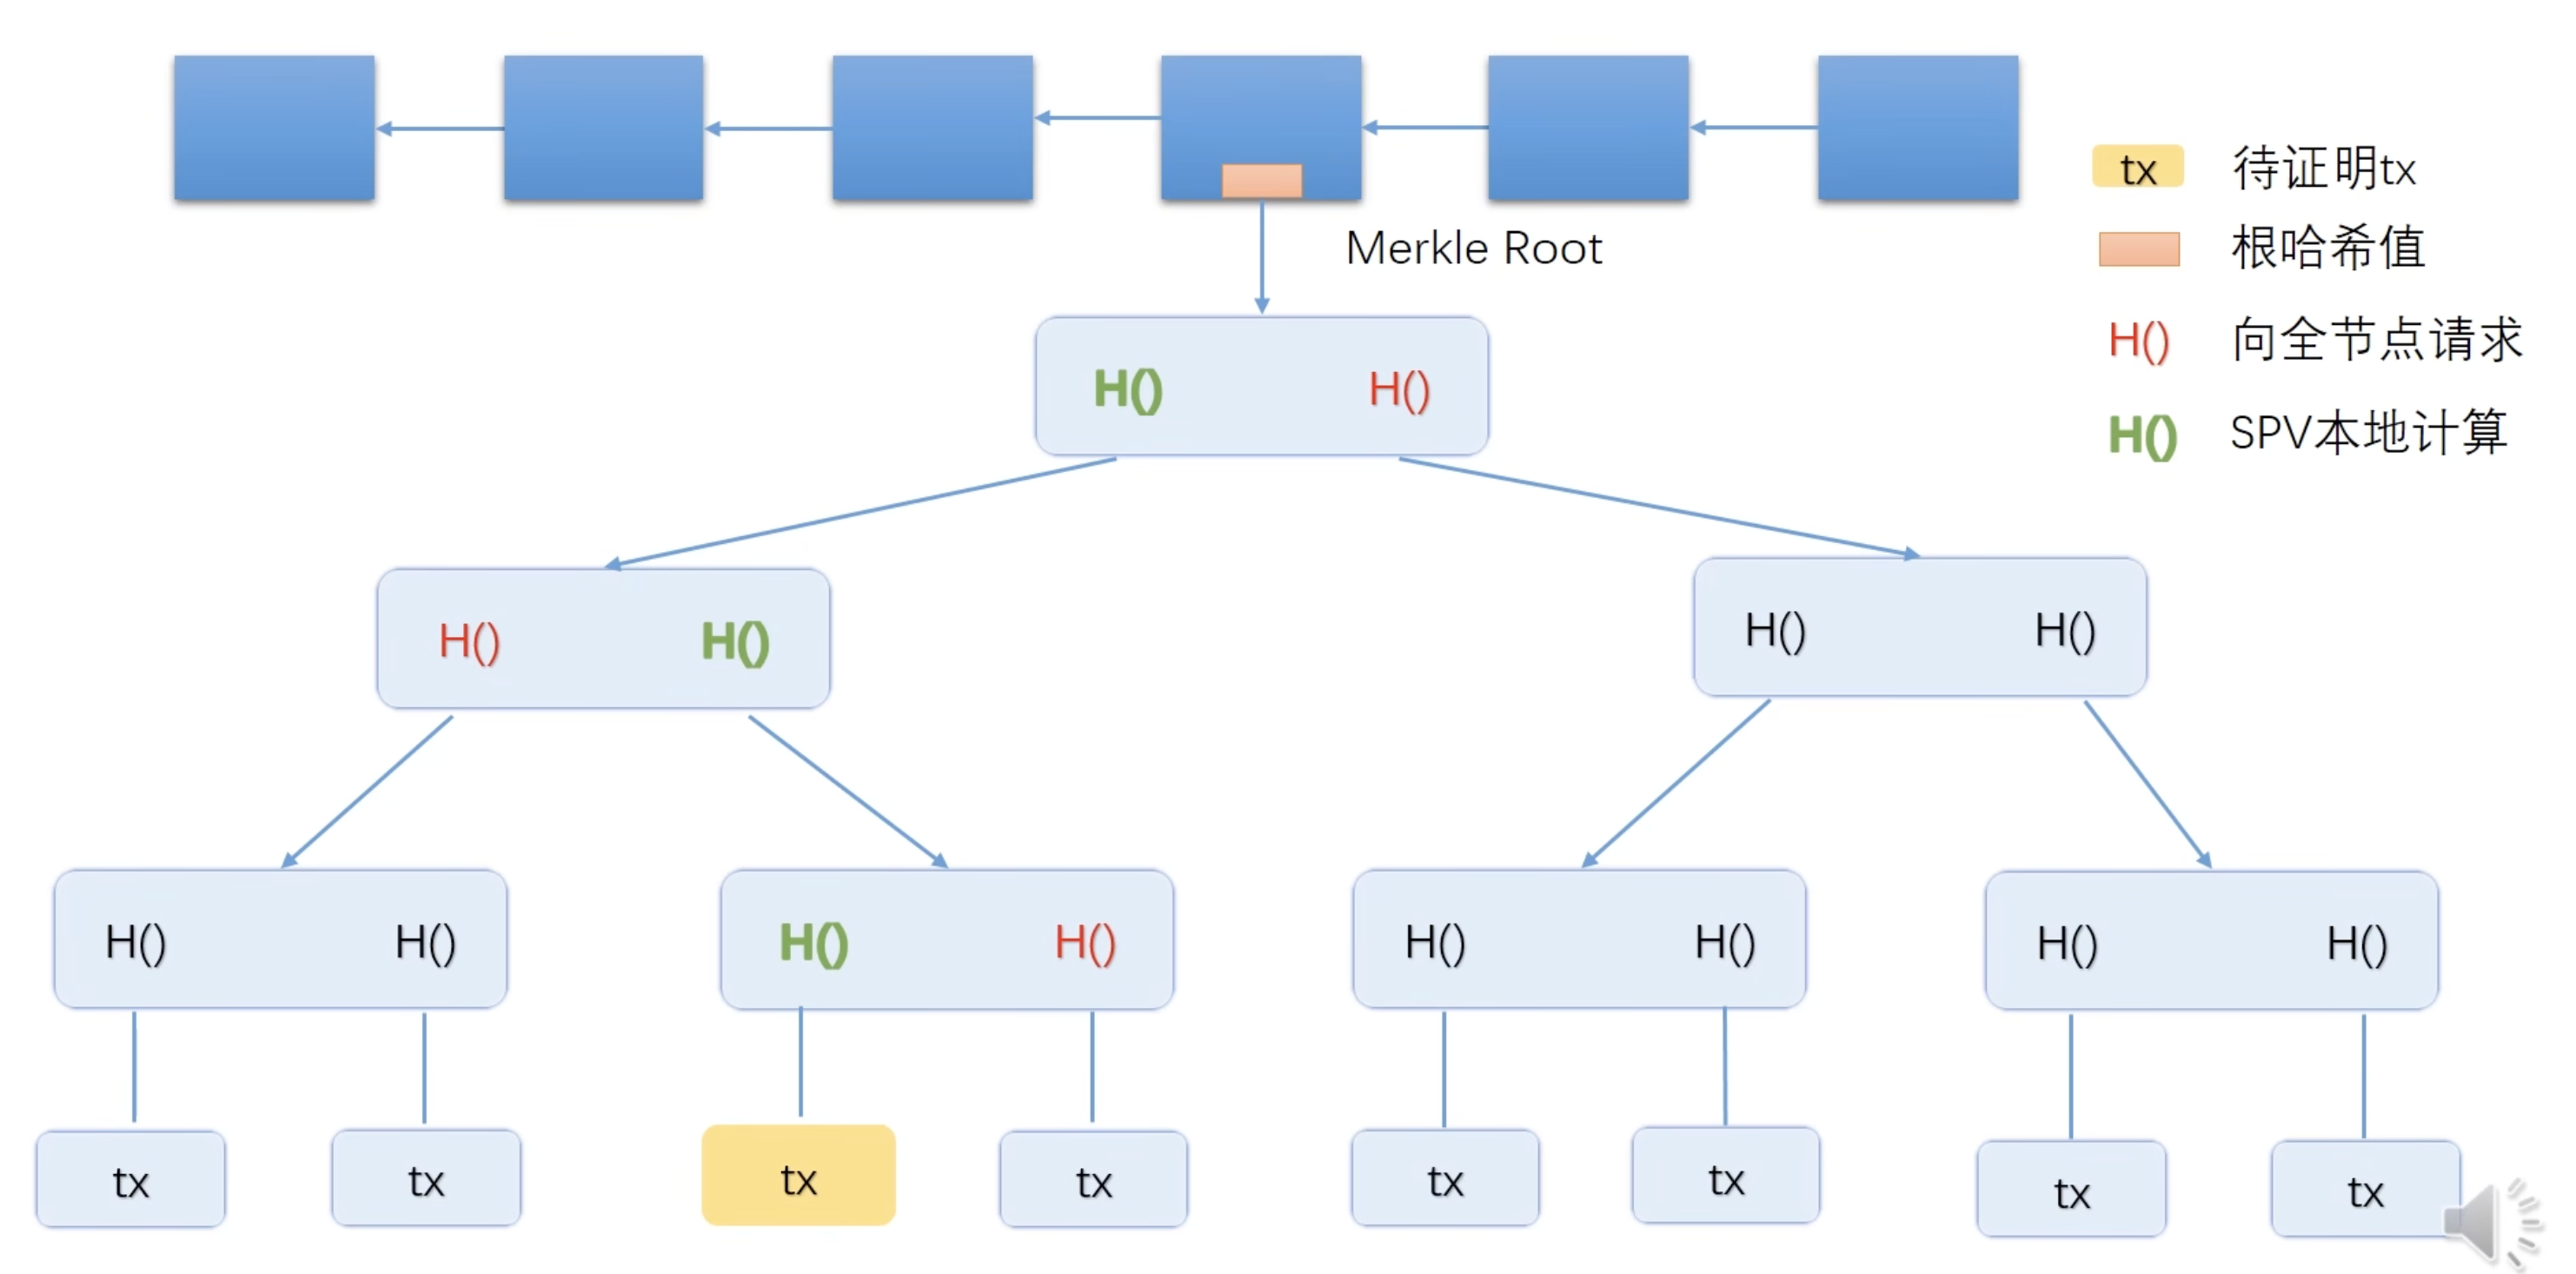 tx 待证明tx
Merkle Root 根哈希值
H() 向全节点请求
H() H()
H() SPV本地计算
H() H() H() H()
H() H() H() H() H() H() H() H()
tx tx tx tx tx tx tx tx